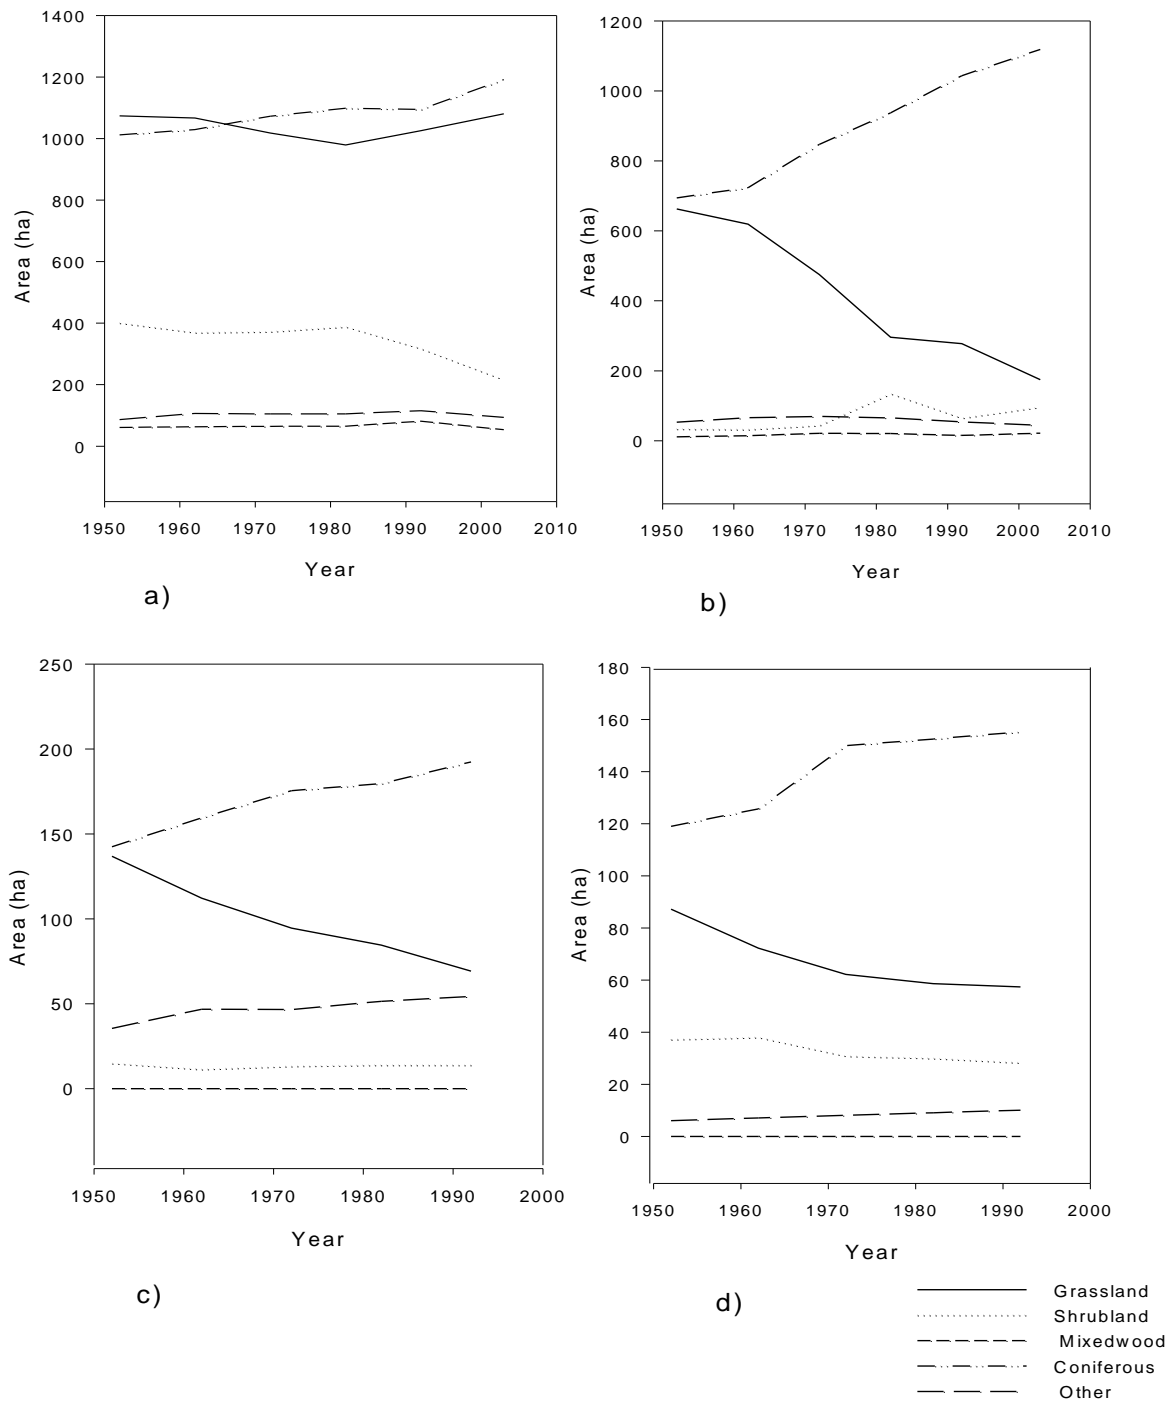 1400
1200
1000
800
600
400
200
0
Area (ha)
1950 1960 1970 1980 1990 2000 2010
Year
a)
1200
1000
800
600
400
200
0
Area (ha)
1950 1960 1970 1980 1990 2000 2010
Year
b)
250
200
150
100
50
0
Area (ha)
1950 1960 1970 1980 1990 2000
Year
c)
180
160
140
120
100
80
60
40
20
0
Area (ha)
1950 1960 1970 1980 1990 2000
Year
d)
Grassland
Shrubland
Mixedwood
Coniferous
Other